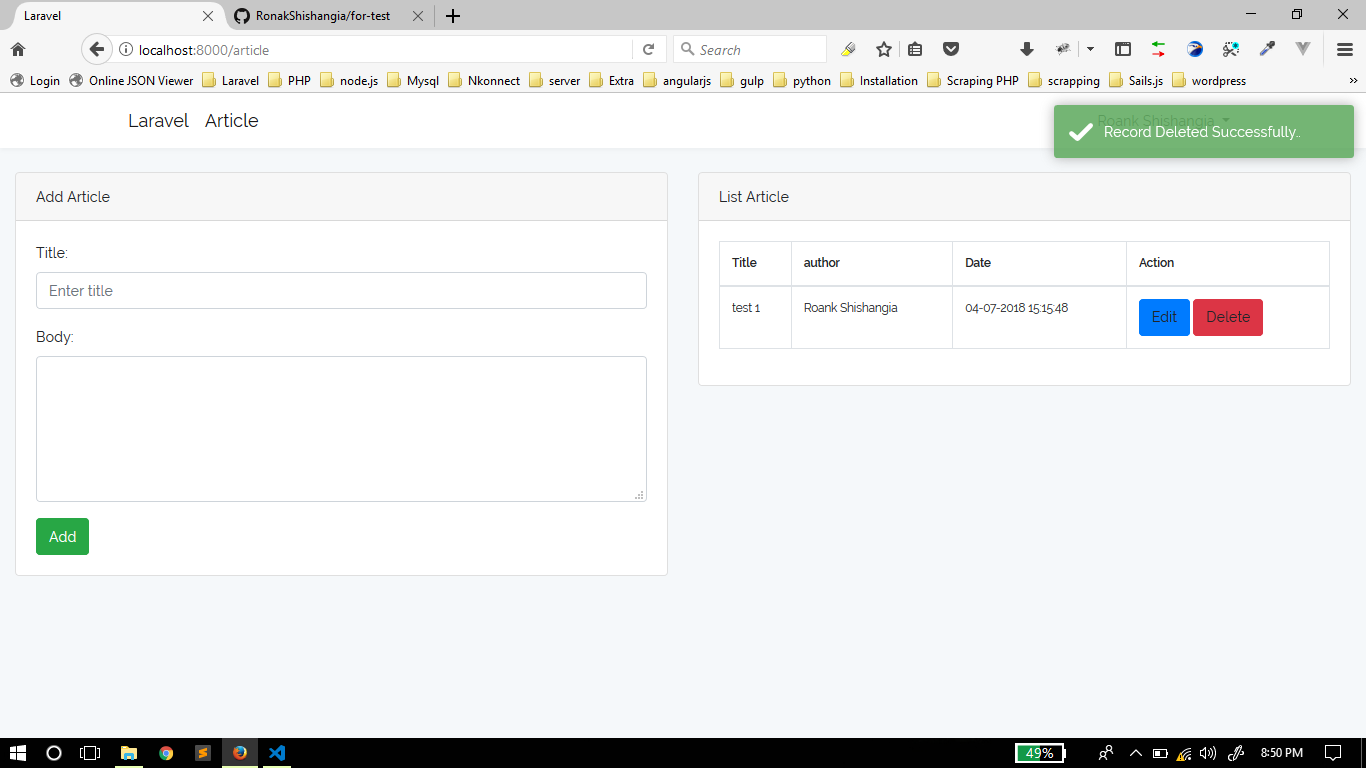 Laravel
RonakShishangia/for-test
localhost:8000/article
Search
Login
Online JSON Viewer
Laravel
PHP
node.js
Mysql
Nkonnect
server
Extra
angularjs
gulp
python
Installation
Scraping PHP
scrapping
Sails.js
wordpress
Laravel Article
Roank Shishangia
Record Deleted Successfully..
Add Article
Title:
Enter title
Body:
Add
List Article
Title author Date Action
test 1 Roank Shishangia 04-07-2018 15:15:48 Edit Delete
49%
8:50 PM